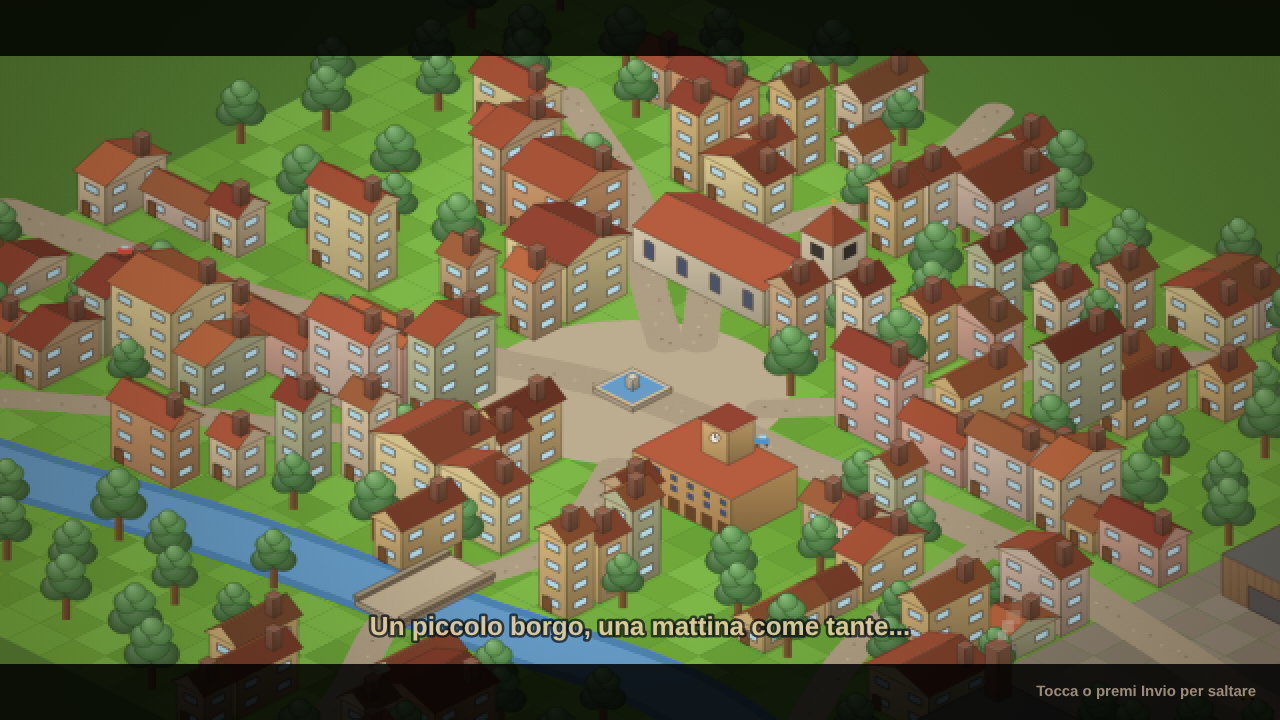 Un piccolo borgo, una mattina come tante...
Tocca o premi Invio per saltare